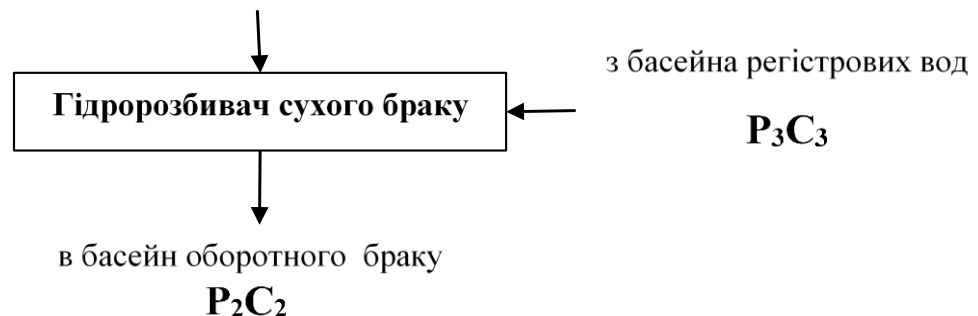 з басейна регістрових вод
Гідророзбивач сухого браку
P₃C₃
в басейн оборотного браку
P₂C₂